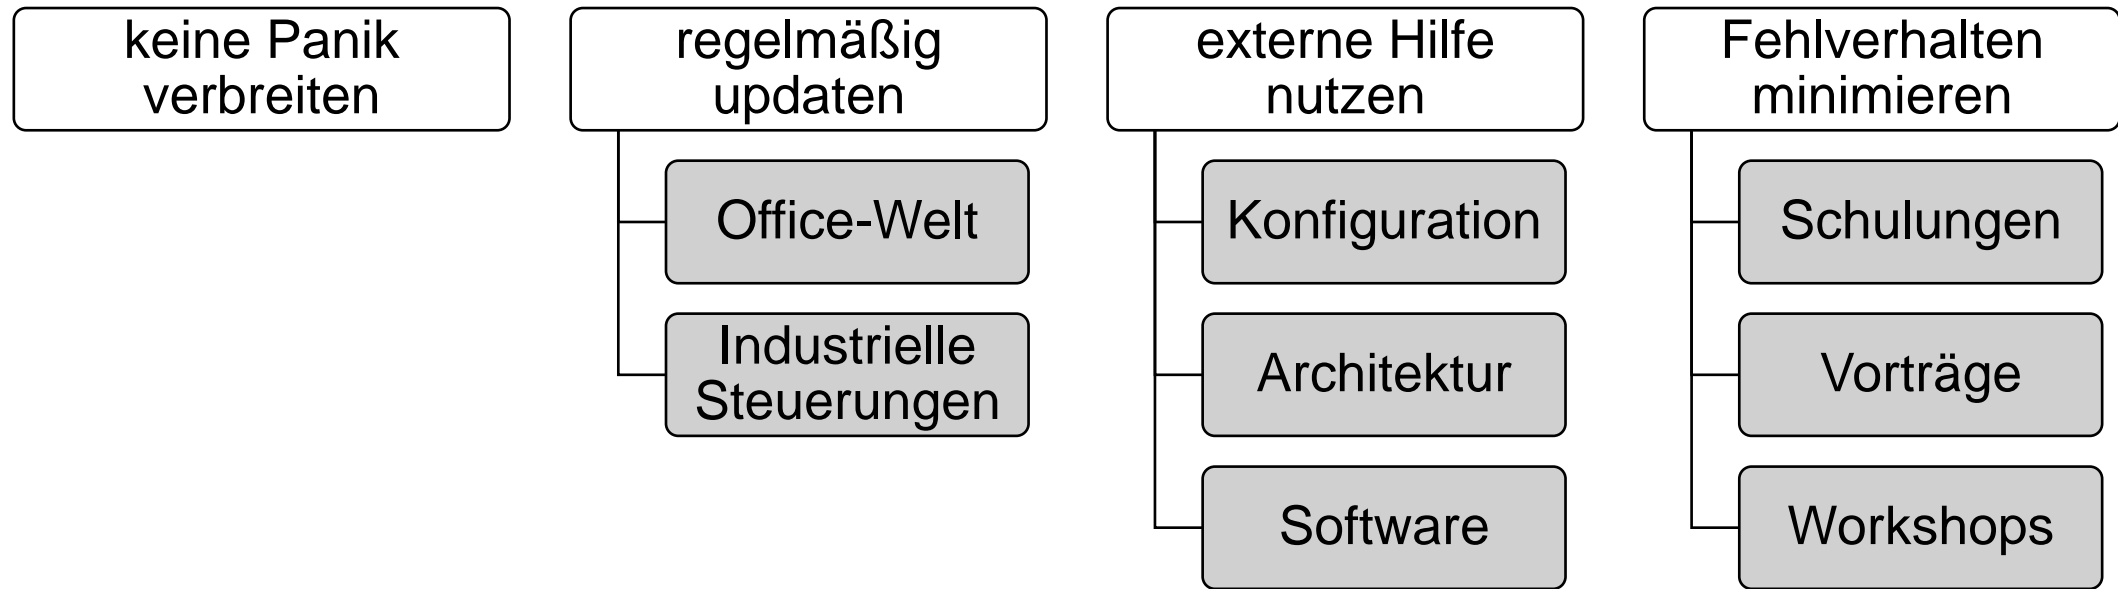 keine Panik
verbreiten
regelmäßig
updaten
Office-Welt
Industrielle
Steuerungen
externe Hilfe
nutzen
Konfiguration
Architektur
Software
Fehlverhalten
minimieren
Schulungen
Vorträge
Workshops